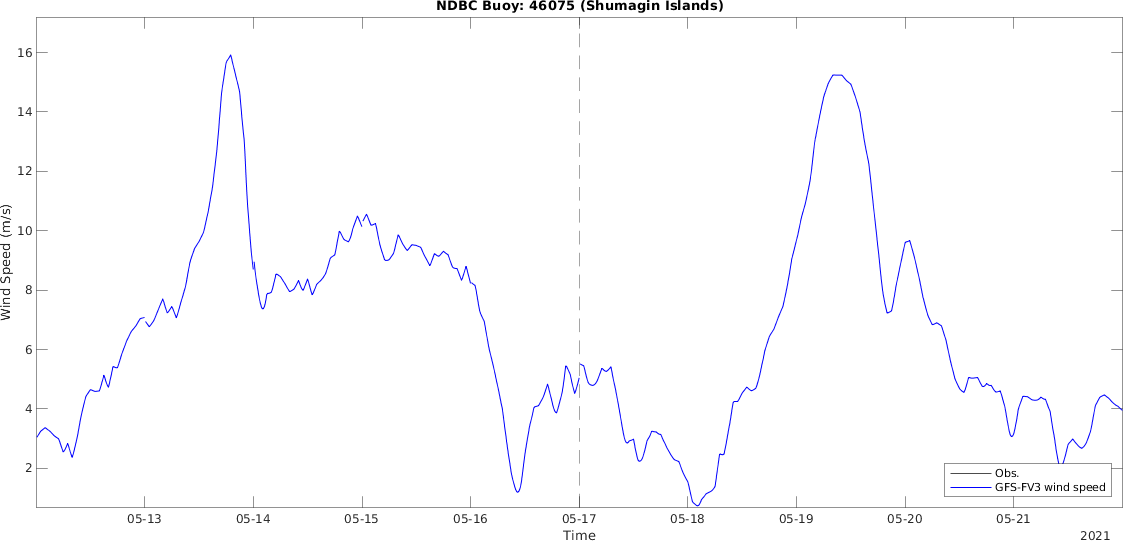 NDBC Buoy: 46075 (Shumagin Islands)
Wind Speed (m/s)
16
14
12
10
8
6
4
2
Obs.
GFS-FV3 wind speed
05-13 05-14 05-15 05-16 05-17 05-18 05-19 05-20 05-21
Time
2021